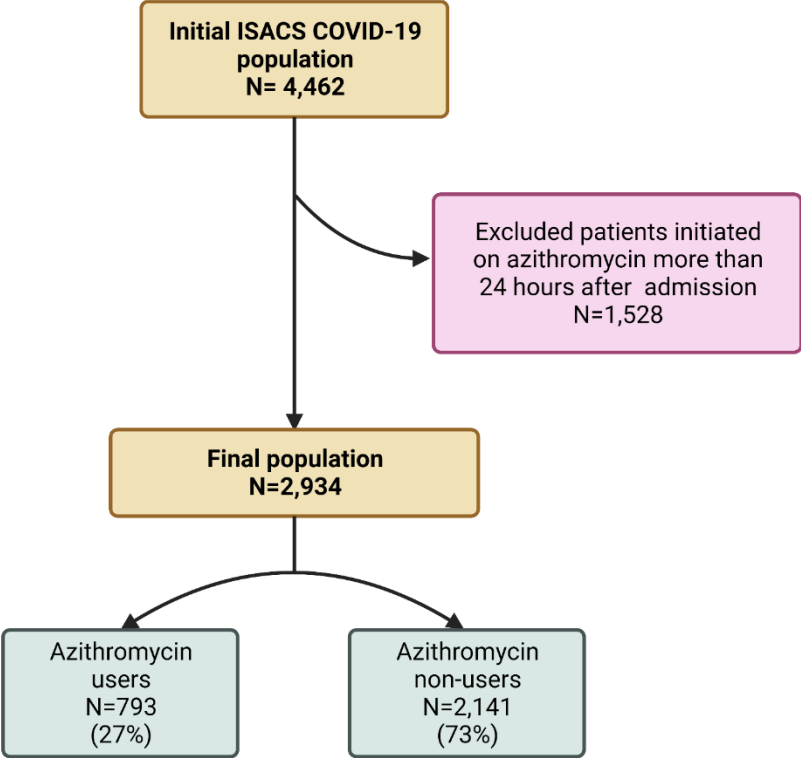 Initial ISACS COVID-19
population
N= 4,462
Excluded patients initiated
on azithromycin more than
24 hours after admission
N=1,528
Final population
N=2,934
Azithromycin
users
N=793
(27%)
Azithromycin
non-users
N=2,141
(73%)